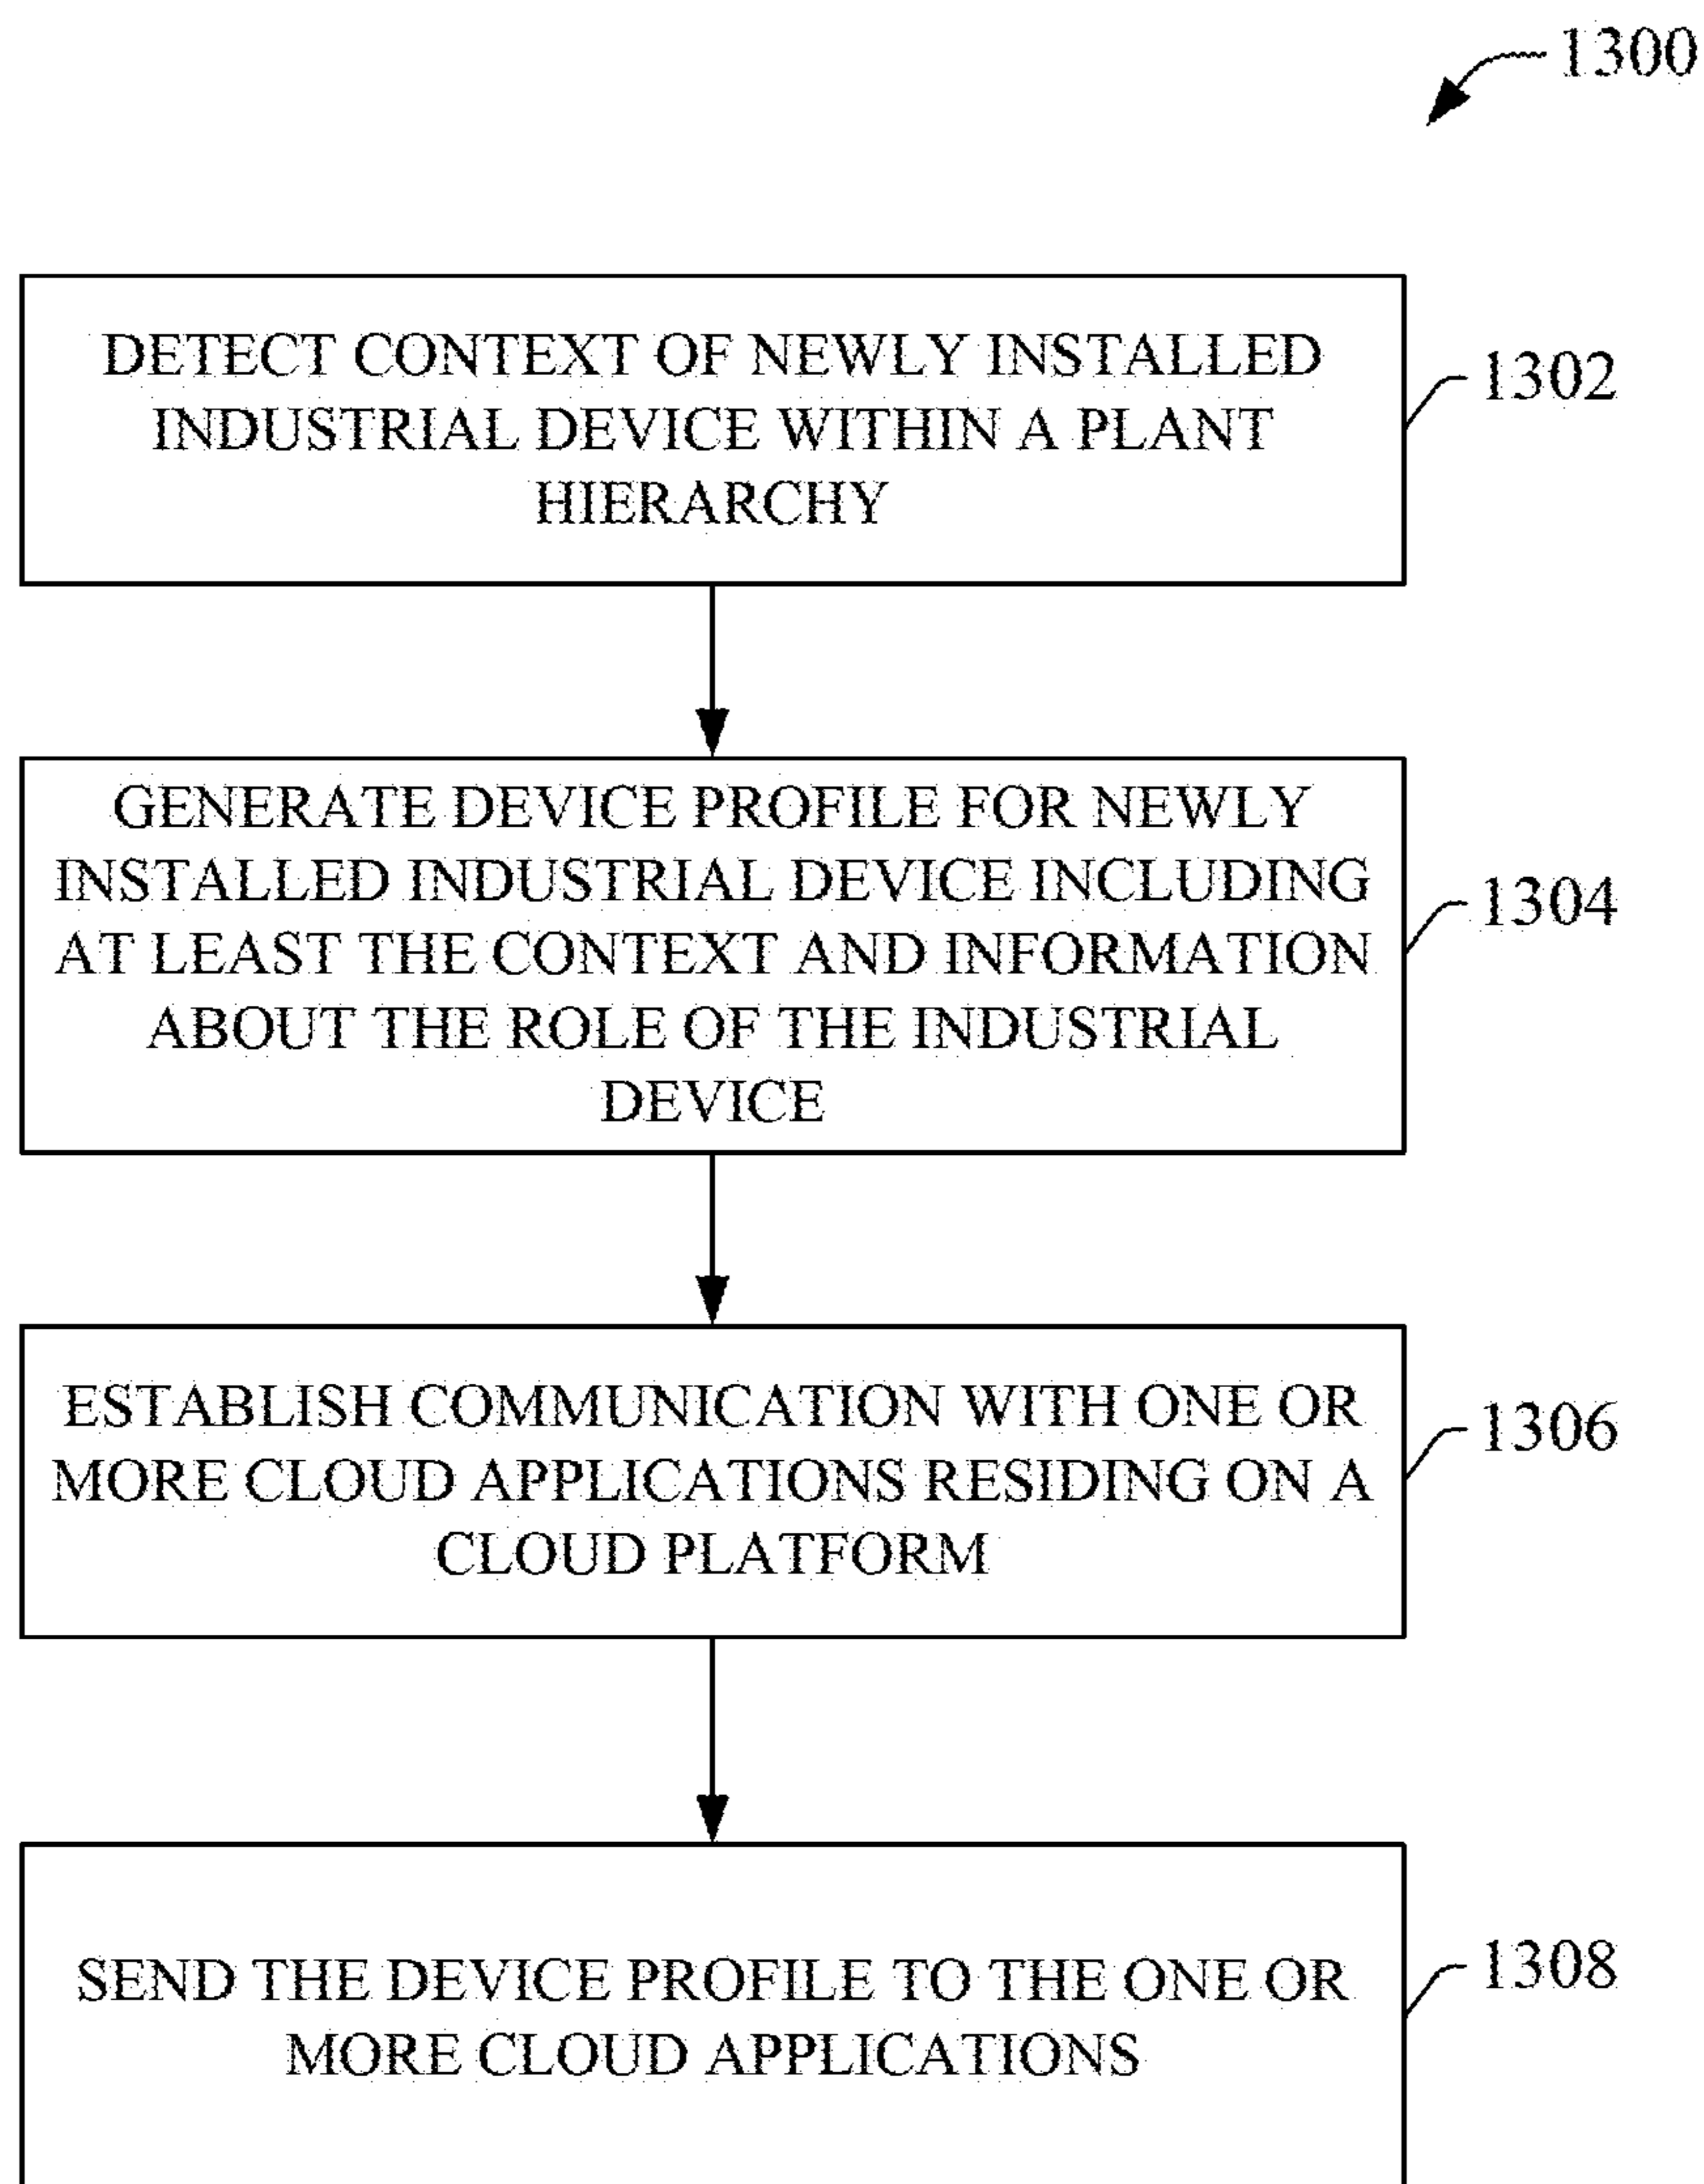 1300
DETECT CONTEXT OF NEWLY INSTALLED
INDUSTRIAL DEVICE WITHIN A PLANT
HIERARCHY
1302
GENERATE DEVICE PROFILE FOR NEWLY
INSTALLED INDUSTRIAL DEVICE INCLUDING
AT LEAST THE CONTEXT AND INFORMATION
ABOUT THE ROLE OF THE INDUSTRIAL
DEVICE
1304
ESTABLISH COMMUNICATION WITH ONE OR
MORE CLOUD APPLICATIONS RESIDING ON A
CLOUD PLATFORM
1306
SEND THE DEVICE PROFILE TO THE ONE OR
MORE CLOUD APPLICATIONS
1308